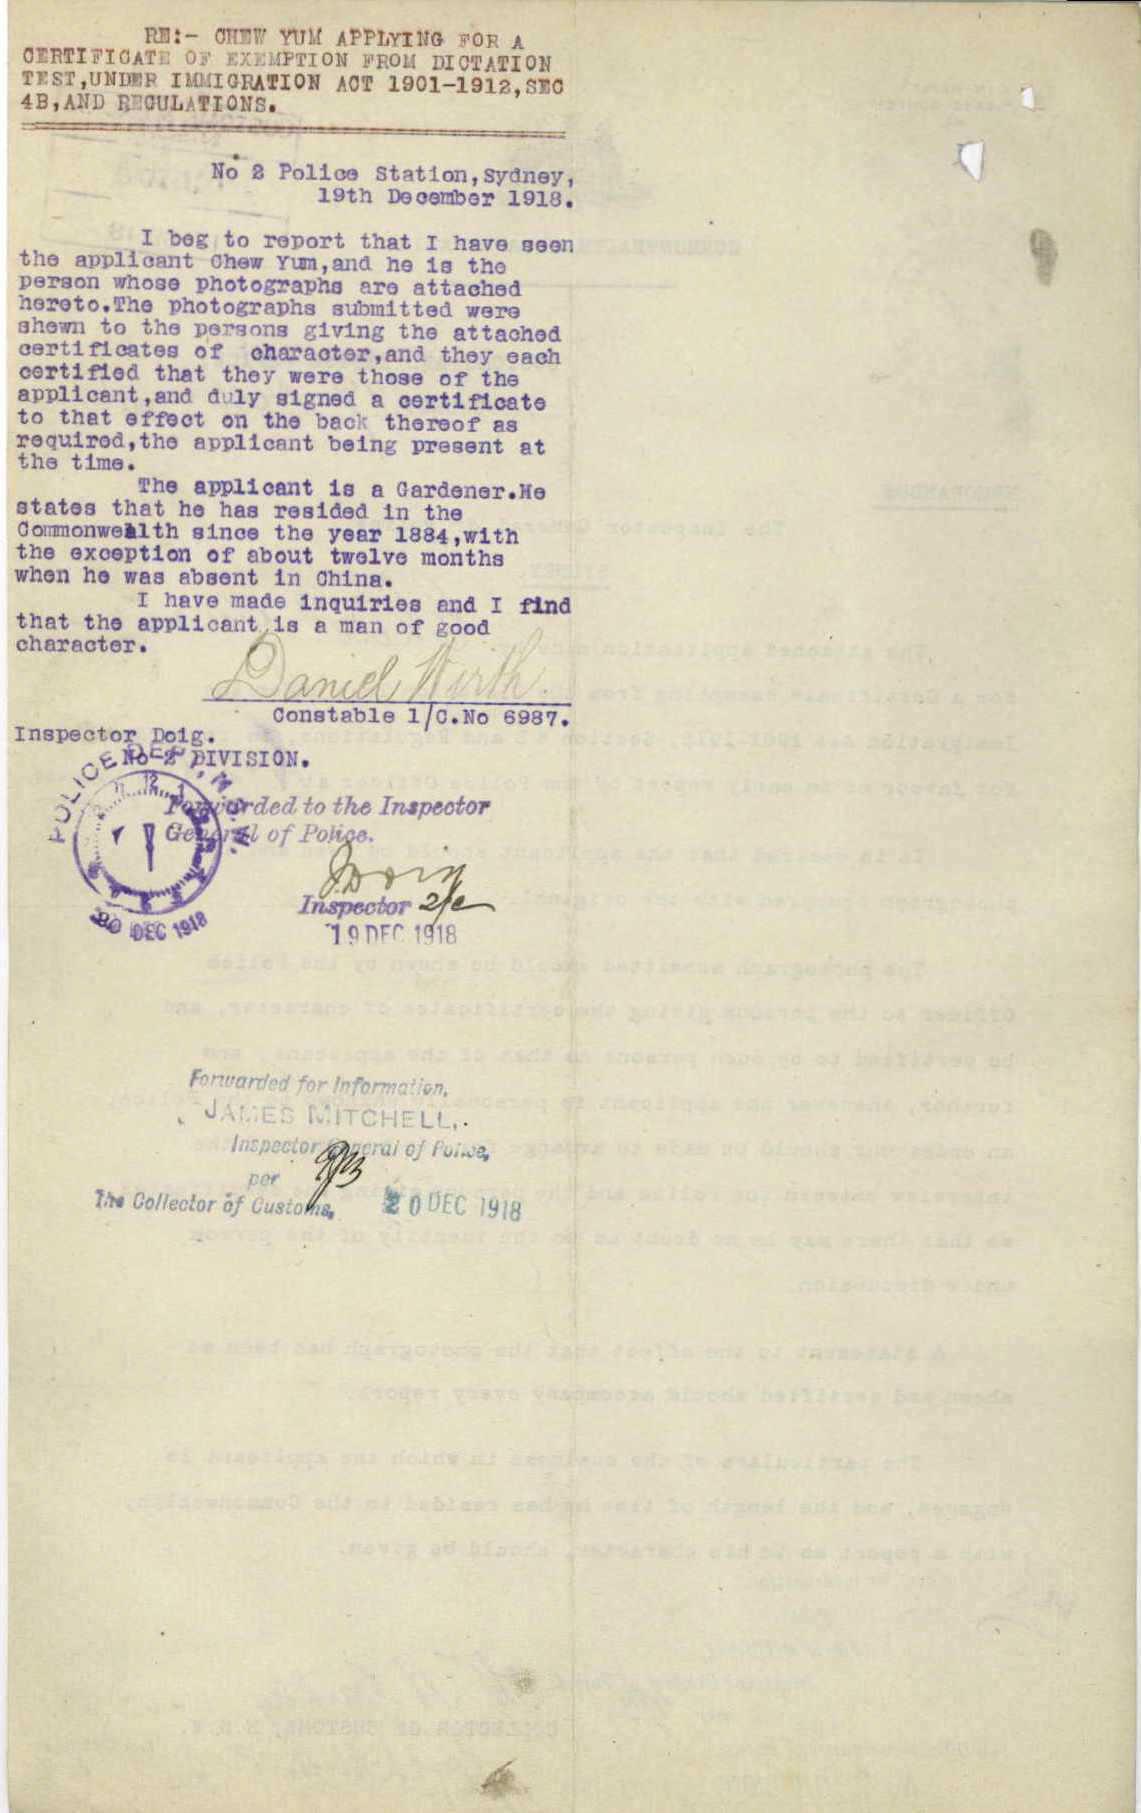 RE:- CHEW YUM APPLYING FOR A
CERTIFICATE OF EXEMPTION FROM DICTATION
TEST,UNDER IMMIGRATION ACT 1901-1912,SEC
4B,AND REGULATIONS.
No 2 Police Station,Sydney,
19th December 1918.
I beg to report that I have seen
the applicant Chew Yum,and he is the
person whose photographs are attached
hereto.The photographs submitted were
shewn to the persons giving the attached
certificates of character,and they each
certified that they were those of the
applicant,and duly signed a certificate
to that effect on the back thereof as
required,the applicant being present at
the time.
The applicant is a Gardener.He
states that he has resided in the
Commonwealth since the year 1884,with
the exception of about twelve months
when he was absent in China.
I have made inquiries and I find
that the applicant is a man of good
character.
Daniel Wirth
Constable 1/C.No 6987.
Inspector Doig.
No 2 DIVISION.
POLICE DEPT, N.S.W.
20 DEC 1918
Forwarded to the Inspector
General of Police.
J Doig
Inspector 2/c
19 DEC 1918
Forwarded for Information.
JAMES MITCHELL.
Inspector General of Police,
per
The Collector of Customs,
20 DEC 1918